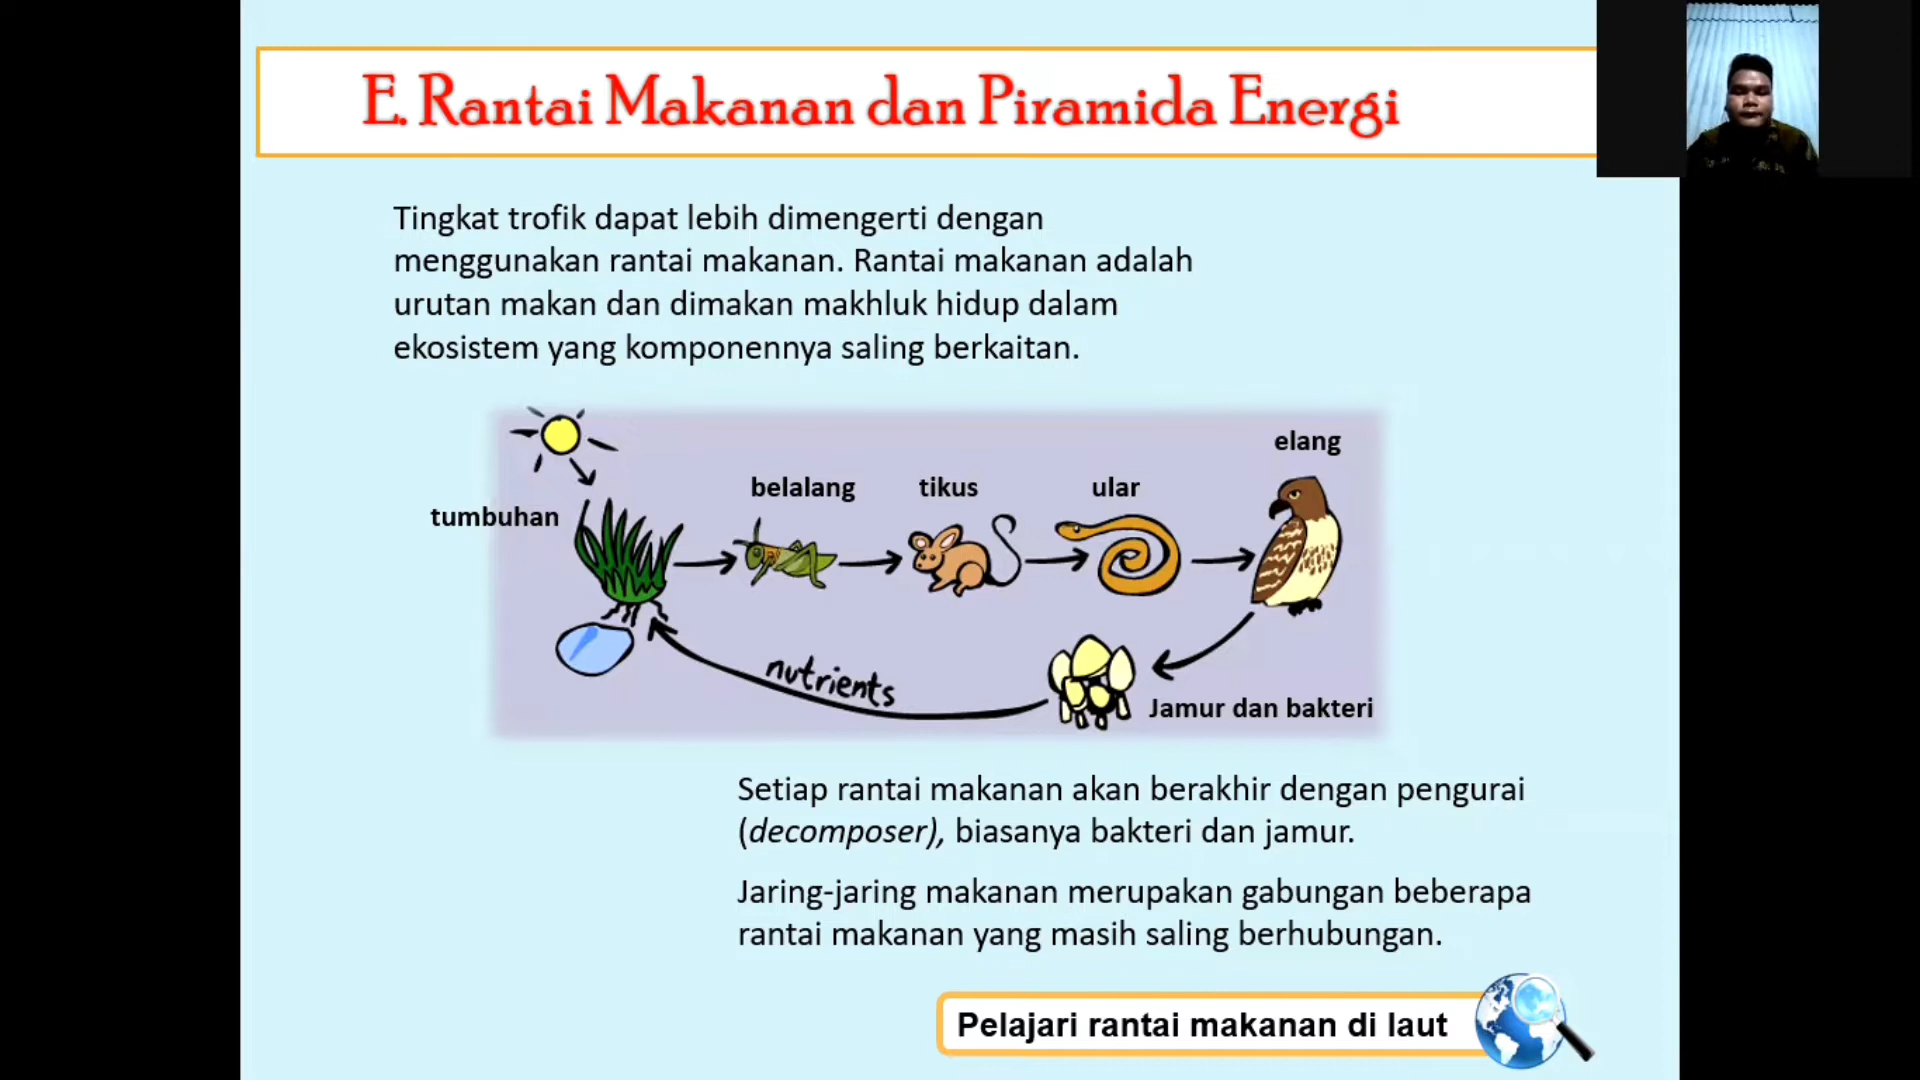 E. Rantai Makanan dan Piramida Energi
Tingkat trofik dapat lebih dimengerti dengan
menggunakan rantai makanan. Rantai makanan adalah
urutan makan dan dimakan makhluk hidup dalam
ekosistem yang komponennya saling berkaitan.
elang
belalang
tikus
ular
tumbuhan
nutrients
Jamur dan bakteri
Setiap rantai makanan akan berakhir dengan pengurai
(decomposer), biasanya bakteri dan jamur.
Jaring-jaring makanan merupakan gabungan beberapa
rantai makanan yang masih saling berhubungan.
Pelajari rantai makanan di laut